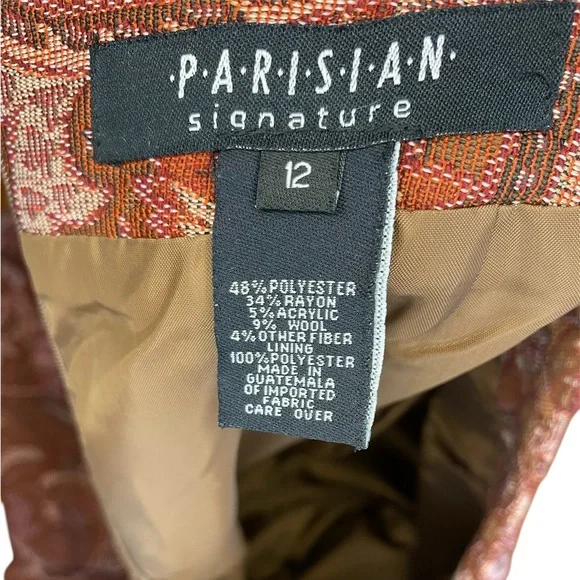 ·P·A·R·I·S·I·A·N·
signature
12
48% POLYESTER
34% RAYON
5% ACRYLIC
9% WOOL
4% OTHER FIBER
LINING
100% POLYESTER
MADE IN
GUATEMALA
OF IMPORTED
FABRIC
CARE OVER